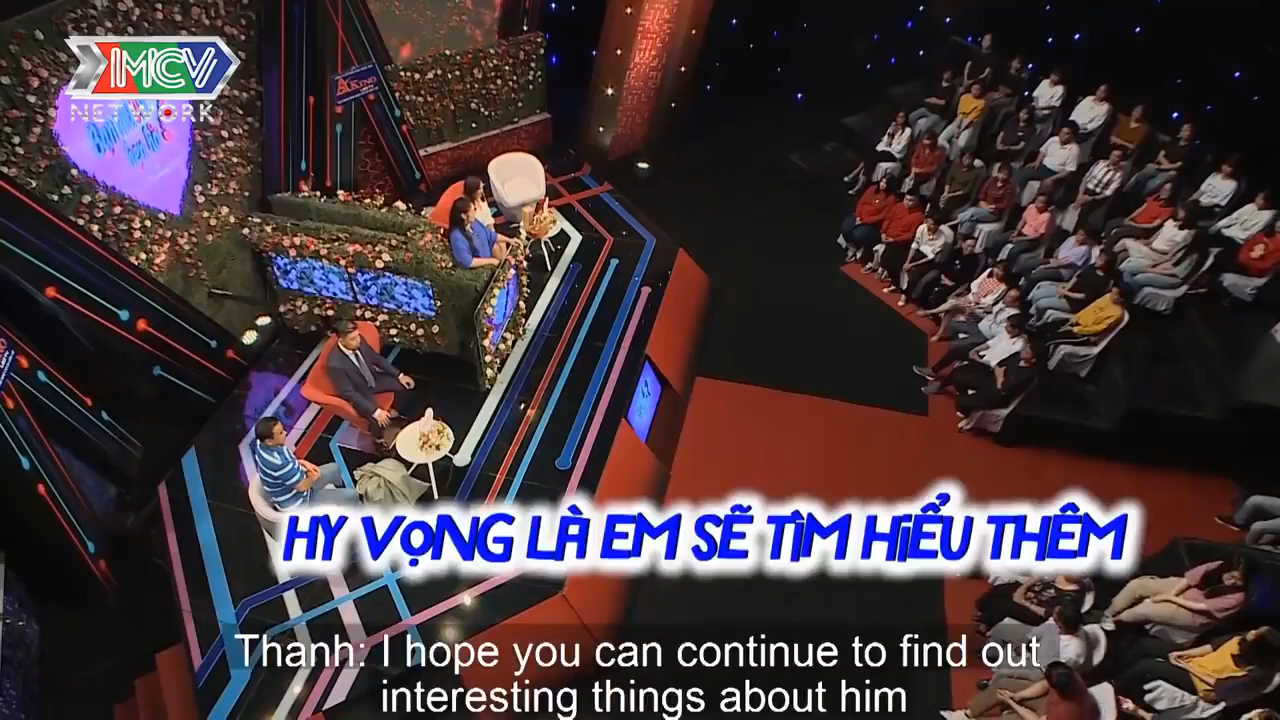 MCV
NETWORK
KENO
HY VỌNG LÀ EM SẼ TÌM HIỂU THÊM
Thanh: I hope you can continue to find out
interesting things about him